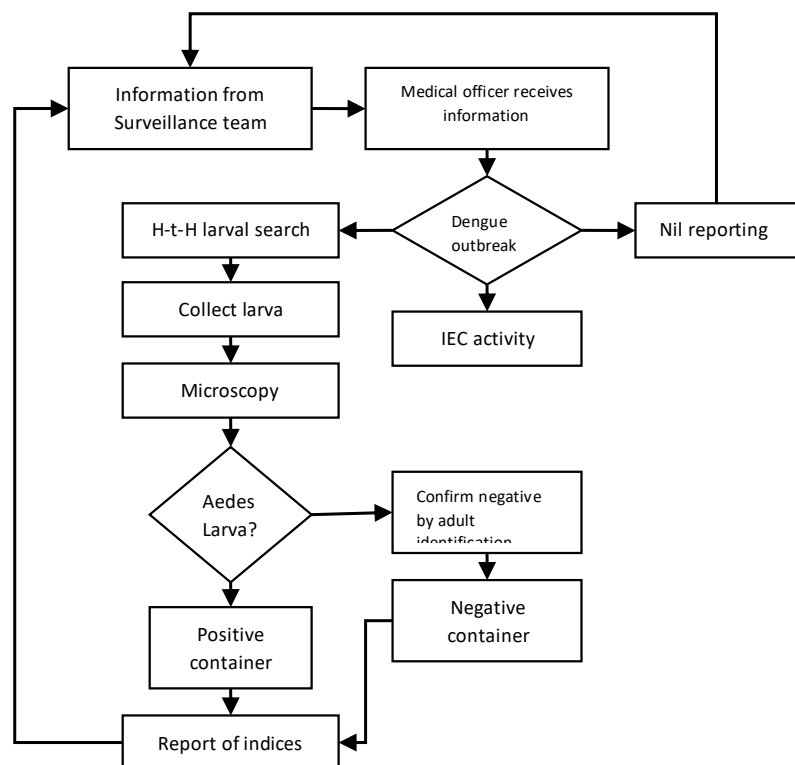 Information from
Surveillance team
Medical officer receives
information
Dengue
outbreak
H-t-H larval search
Nil reporting
Collect larva
IEC activity
Microscopy
Aedes
Larva?
Confirm negative
by adult
identification
Negative
container
Positive
container
Report of indices